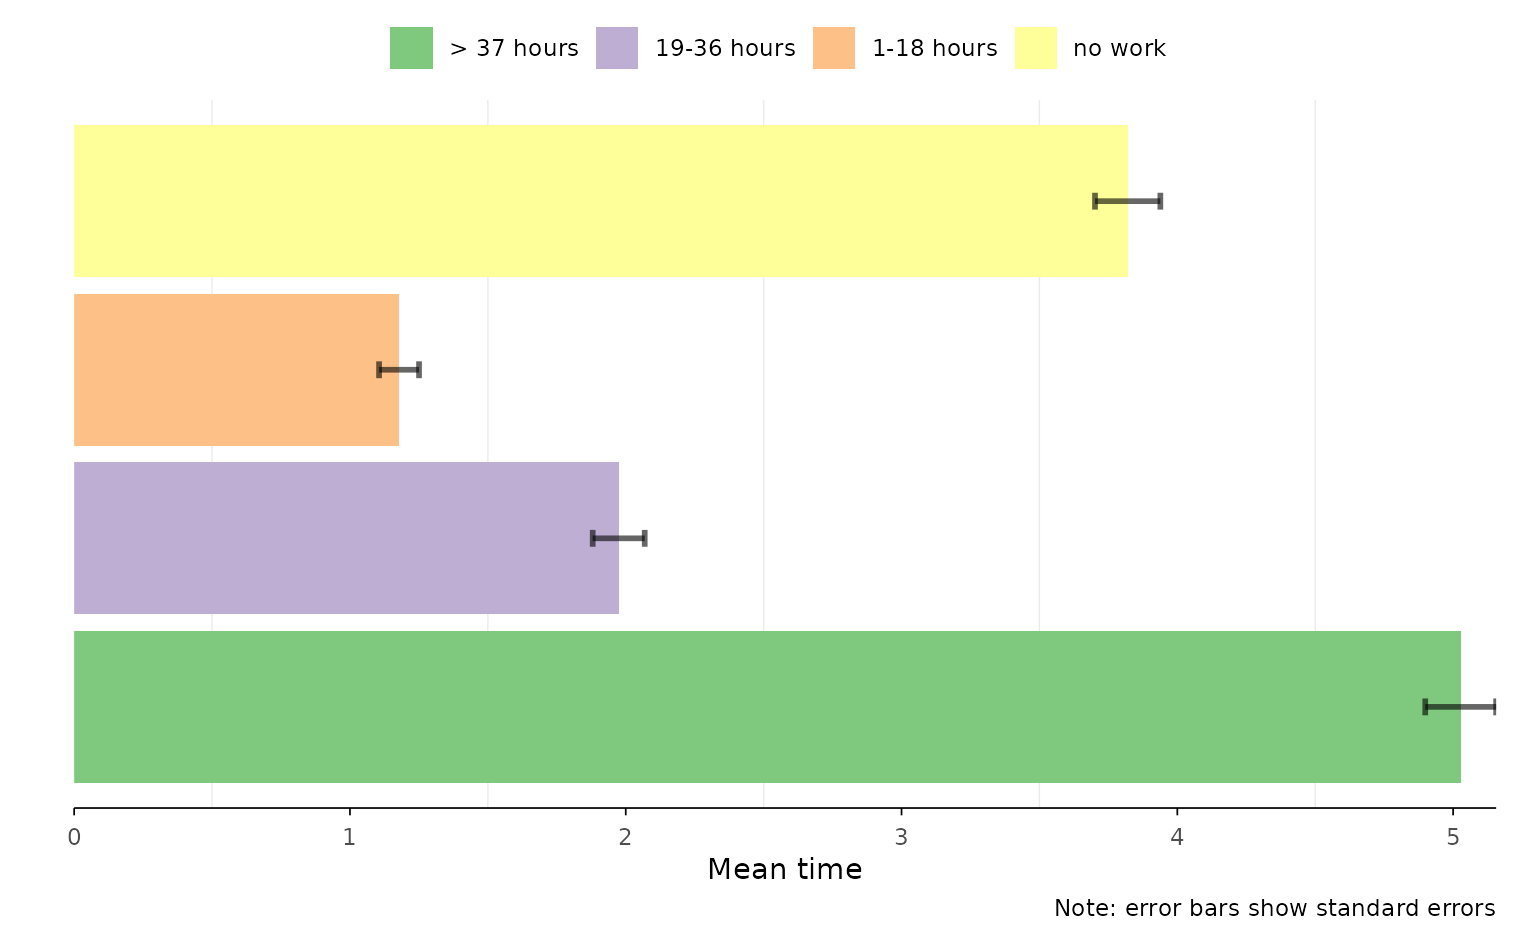 > 37 hours 19-36 hours 1-18 hours no work
0 1 2 3 4 5
Mean time
Note: error bars show standard errors